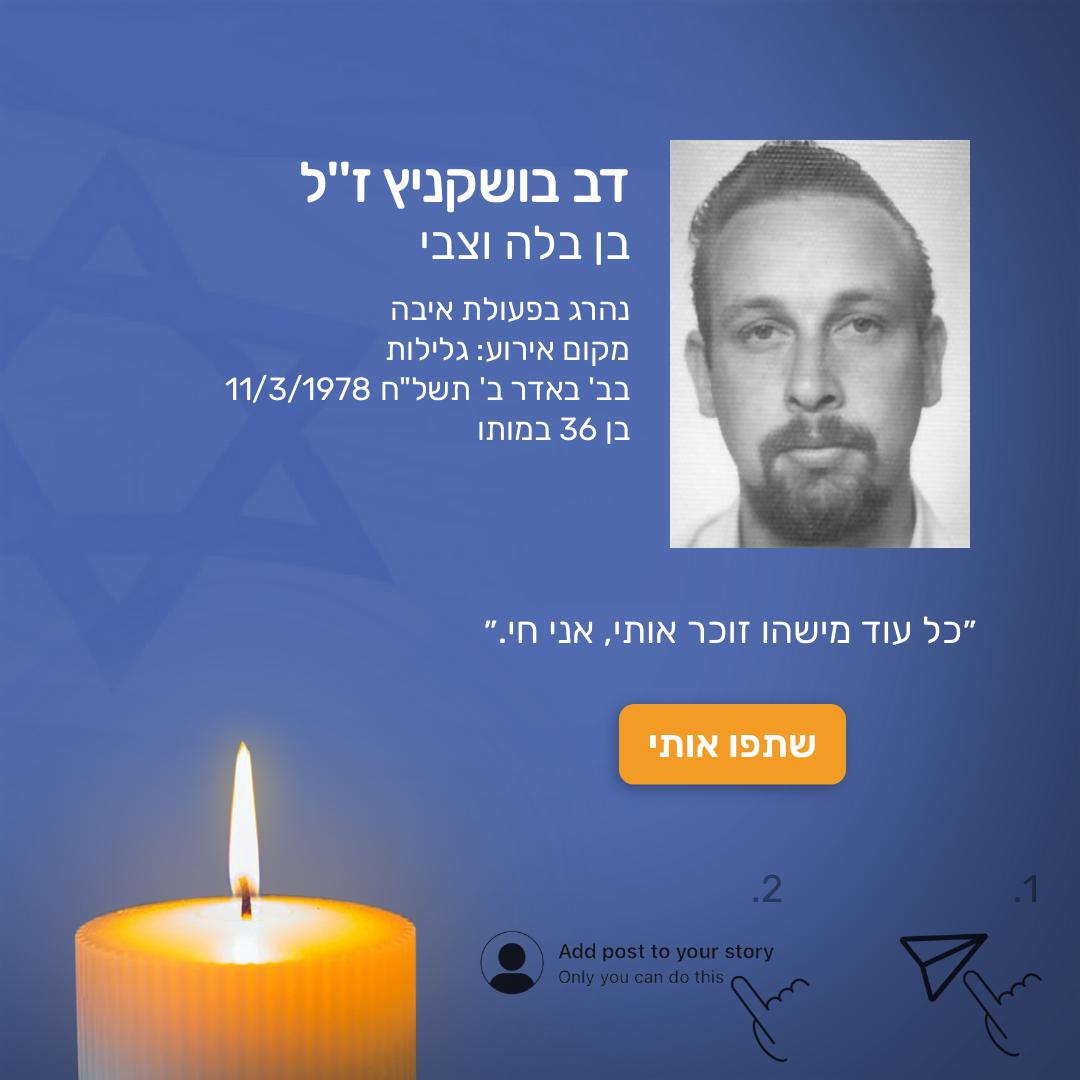 דב בושקניץ ז"ל
בן בלה וצבי
נהרג בפעולת איבה
מקום אירוע: גלילות
בב' באדר ב' תשל"ח 11/3/1978
בן 36 במותו
"כל עוד מישהו זוכר אותי, אני חי."
שתפו אותי
1.
2.
Add post to your story
Only you can do this